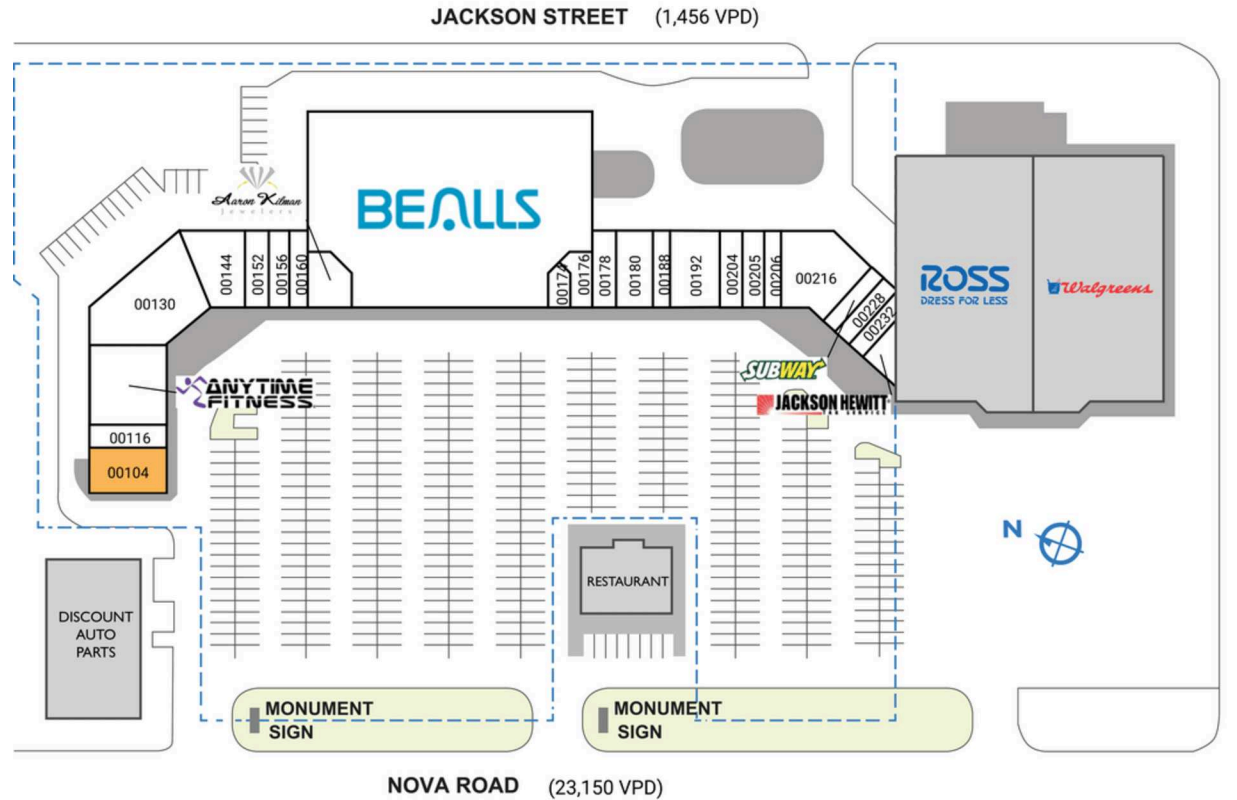 JACKSON STREET (1,456 VPD)
Aaron Kilman
Jewelers
BEALLS
00144
00152
00156
00160
00174
00176
00178
00180
00188
00192
00204
00205
00206
00216
00228
00232
00130
ROSS
DRESS FOR LESS
Walgreens
ANYTIME
FITNESS
SUBWAY
JACKSON HEWITT
TAX SERVICE
00116
00104
N
RESTAURANT
DISCOUNT
AUTO
PARTS
MONUMENT
SIGN
MONUMENT
SIGN
NOVA ROAD (23,150 VPD)